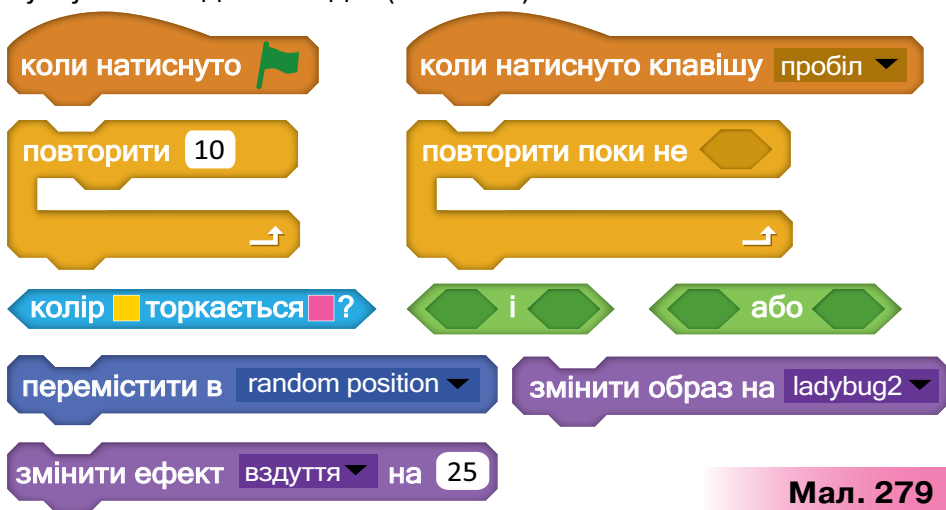 коли натиснуто
коли натиснуто клавішу пробіл
повторити 10
повторити поки не
колір торкається ?
і
або
перемістити в random position
змінити образ на ladybug2
змінити ефект вздуття на 25
Мал. 279